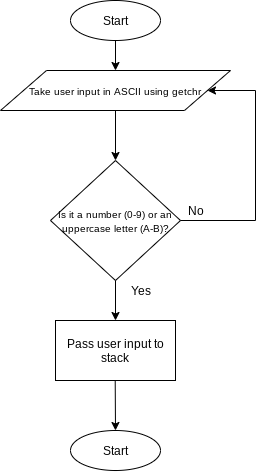 Start
Take user input in ASCII using getchr
Is it a number (0-9) or an
uppercase letter (A-B)?
No
Yes
Pass user input to
stack
Start